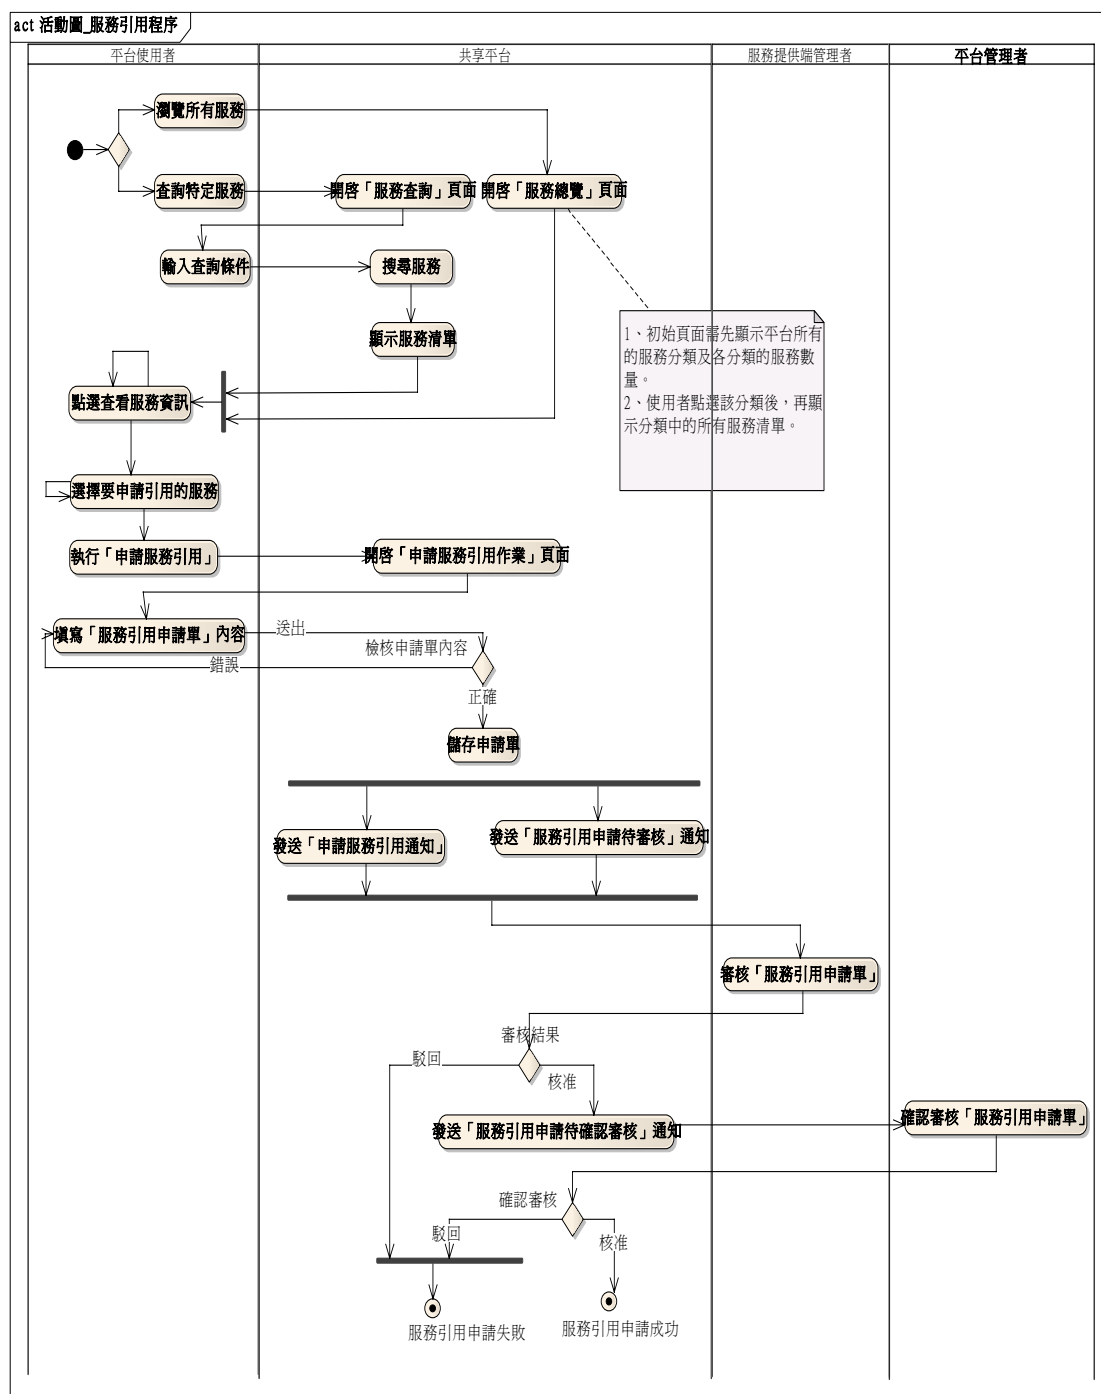 act 活動圖_服務引用程序
平台使用者
共享平台
服務提供端管理者
平台管理者
瀏覽所有服務
查詢特定服務
開啓「服務查詢」頁面
開啓「服務總覽」頁面
輸入查詢條件
搜尋服務
顯示服務清單
1、初始頁面需先顯示平台所有
的服務分類及各分類的服務數
量。
2、使用者點選該分類後，再顯
示分類中的所有服務清單。
點選查看服務資訊
選擇要申請引用的服務
執行「申請服務引用」
開啓「申請服務引用作業」頁面
填寫「服務引用申請單」內容
送出
檢核申請單內容
錯誤
正確
儲存申請單
發送「申請服務引用通知」
發送「服務引用申請待審核」通知
審核「服務引用申請單」
審核結果
駁回
核准
發送「服務引用申請待確認審核」通知
確認審核「服務引用申請單」
確認審核
駁回
核准
服務引用申請失敗
服務引用申請成功